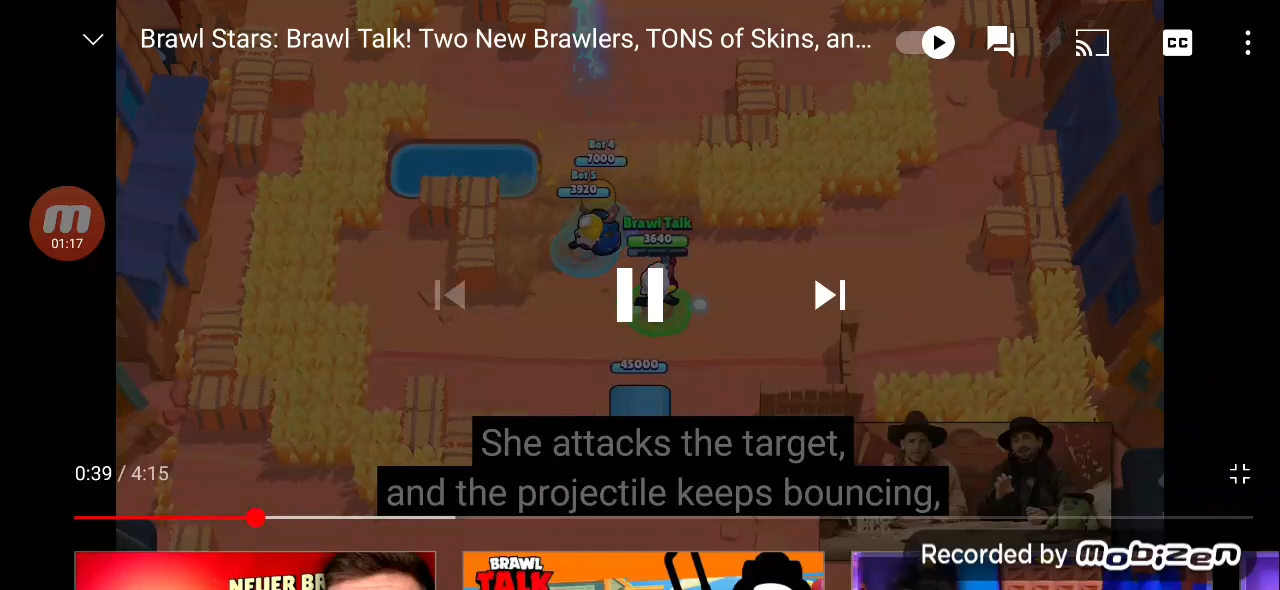 Brawl Stars: Brawl Talk! Two New Brawlers, TONS of Skins, an...
CC
Bot 4
7000
Bot 5
3920
Brawl Talk
3640
01:17
45000
She attacks the target,
and the projectile keeps bouncing,
0:39 / 4:15
Recorded by MOBIZEN
NEUER BR
BRAWL
TALK